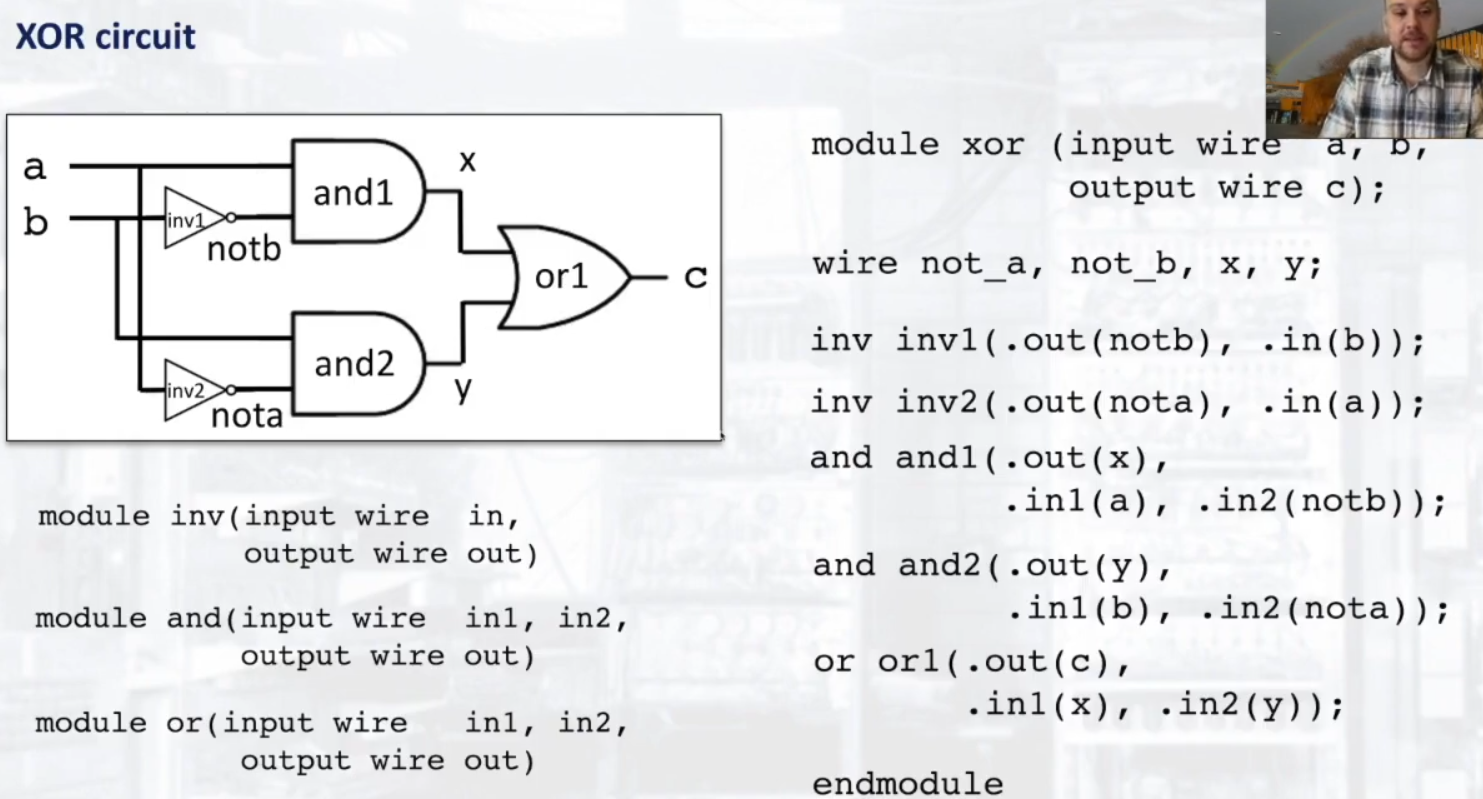 XOR circuit
a
b
inv1
notb
and1
x
or1
c
and2
y
inv2
nota
module inv(input wire in,
output wire out)
module and(input wire in1, in2,
output wire out)
module or(input wire in1, in2,
output wire out)
module xor (input wire a, b,
output wire c);
wire not_a, not_b, x, y;
inv inv1(.out(notb), .in(b));
inv inv2(.out(nota), .in(a));
and and1(.out(x),
.in1(a), .in2(notb));
and and2(.out(y),
.in1(b), .in2(nota));
or or1(.out(c),
.in1(x), .in2(y));
endmodule